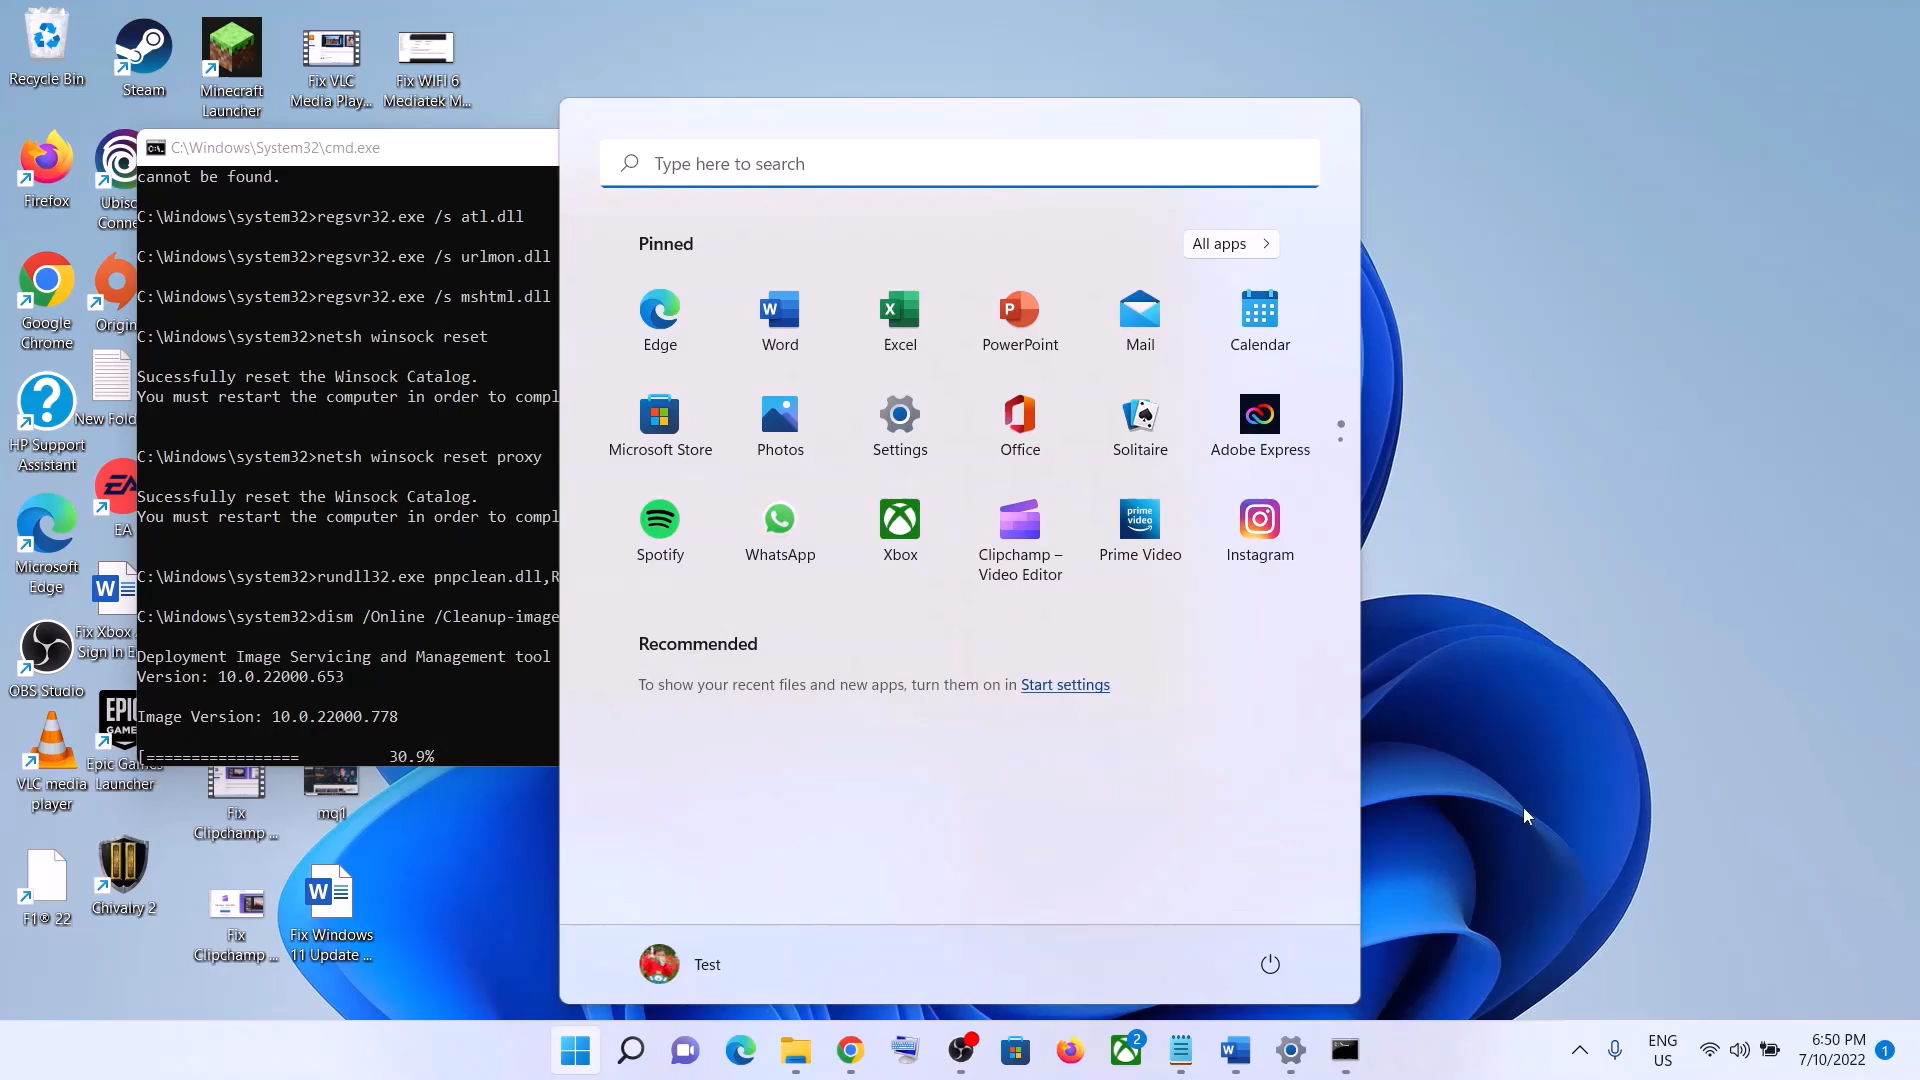 Recycle Bin
Steam
Minecraft
Launcher
Fix VLC
Media Play...
Fix WIFI 6
Mediatek M...
Firefox
Ubisc
Conne
Google
Chrome
Origin
HP Support
Assistant
New Fold
Microsoft
Edge
EA
OBS Studio
Fix Xbox
Sign In E
VLC media
player
EPIC
GAM
Epic Games
Launcher
F1® 22
Chivalry 2
Fix
Clipchamp ...
mq1
Fix
Clipchamp ...
Fix Windows
11 Update ...
C:\Windows\System32\cmd.exe
cannot be found.
C:\Windows\system32>regsvr32.exe /s atl.dll
C:\Windows\system32>regsvr32.exe /s urlmon.dll
C:\Windows\system32>regsvr32.exe /s mshtml.dll
C:\Windows\system32>netsh winsock reset
Sucessfully reset the Winsock Catalog.
You must restart the computer in order to compl
C:\Windows\system32>netsh winsock reset proxy
Sucessfully reset the Winsock Catalog.
You must restart the computer in order to compl
C:\Windows\system32>rundll32.exe pnpclean.dll,R
C:\Windows\system32>dism /Online /Cleanup-image
Deployment Image Servicing and Management tool
Version: 10.0.22000.653
Image Version: 10.0.22000.778
[=================          30.9%
Type here to search
Pinned
All apps
Edge
Word
Excel
PowerPoint
Mail
Calendar
Microsoft Store
Photos
Settings
Office
Solitaire
Adobe Express
prime
video
Spotify
WhatsApp
Xbox
Clipchamp –
Video Editor
Prime Video
Instagram
Recommended
To show your recent files and new apps, turn them on in Start settings
Test
2
ENG
US
6:50 PM
7/10/2022
1